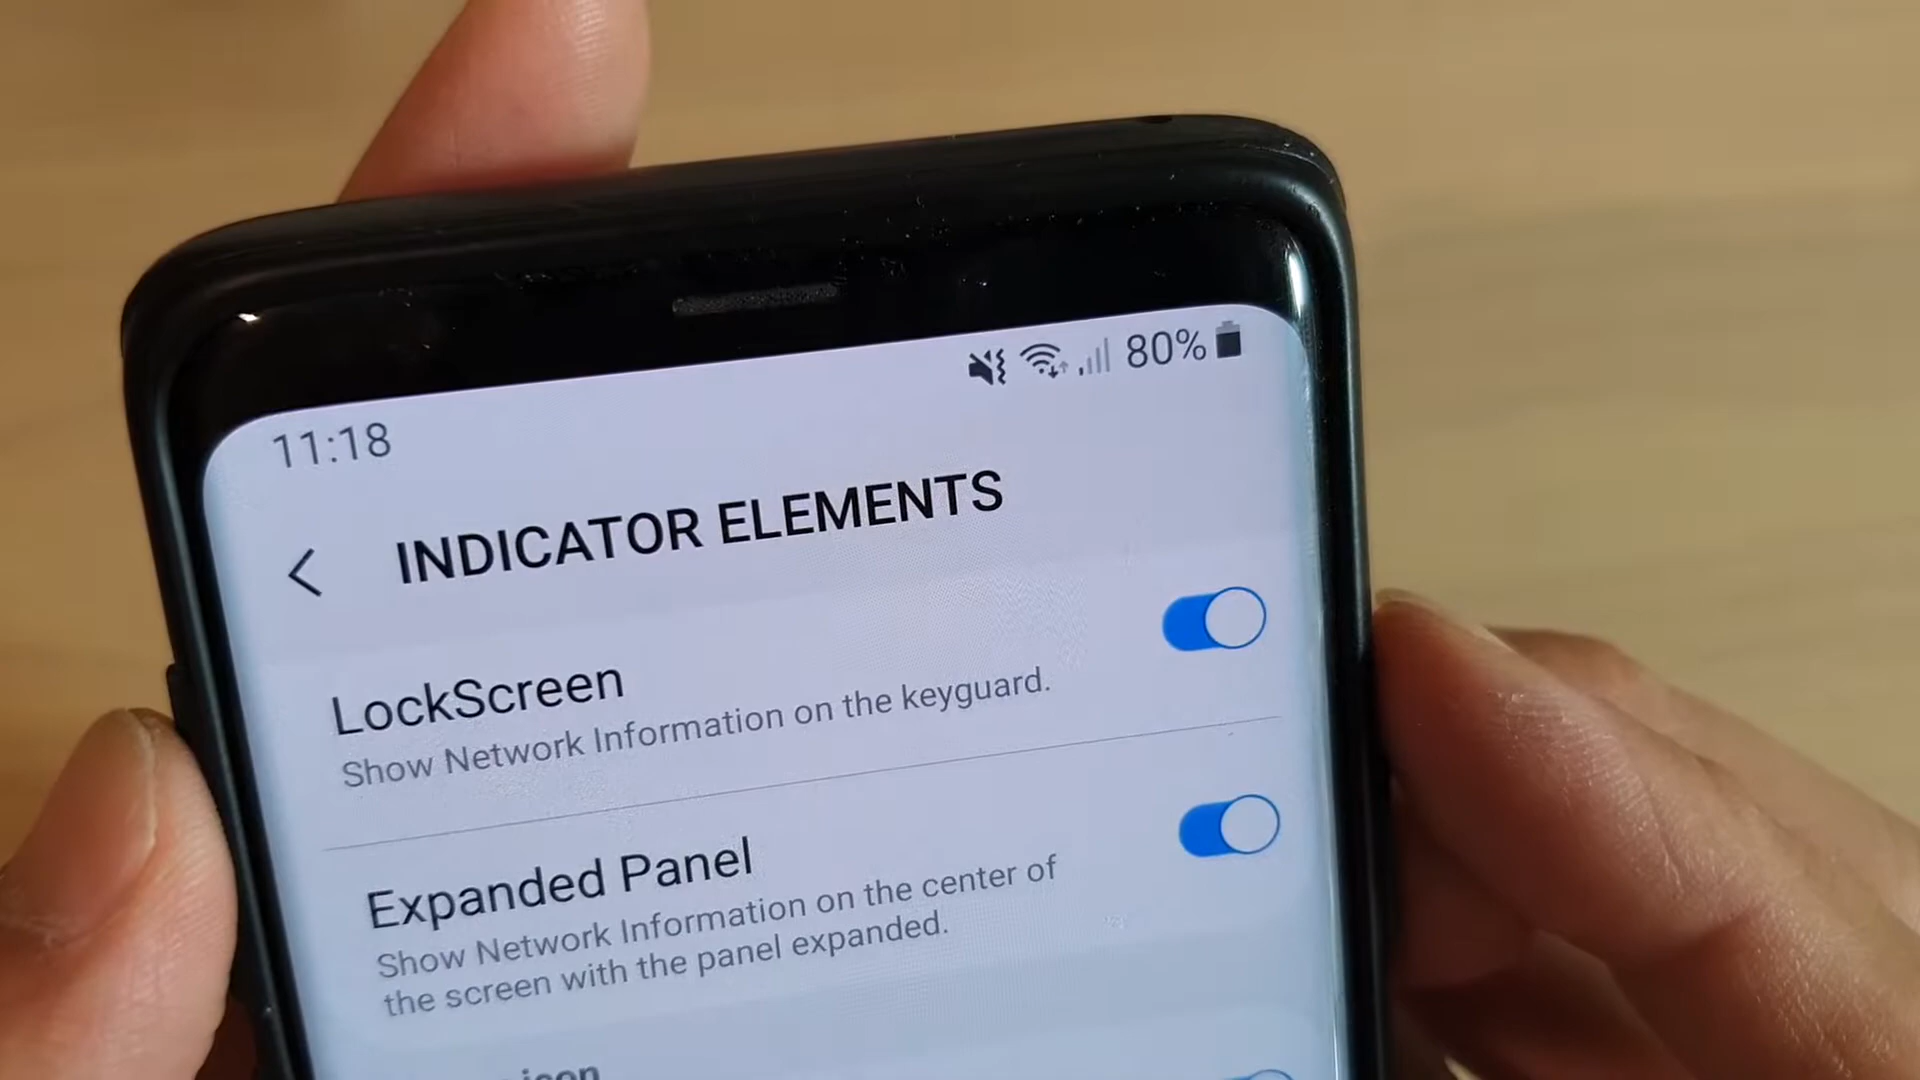 11:18 80%
INDICATOR ELEMENTS
LockScreen
Show Network Information on the keyguard.
Expanded Panel
Show Network Information on the center of
the screen with the panel expanded.
icon